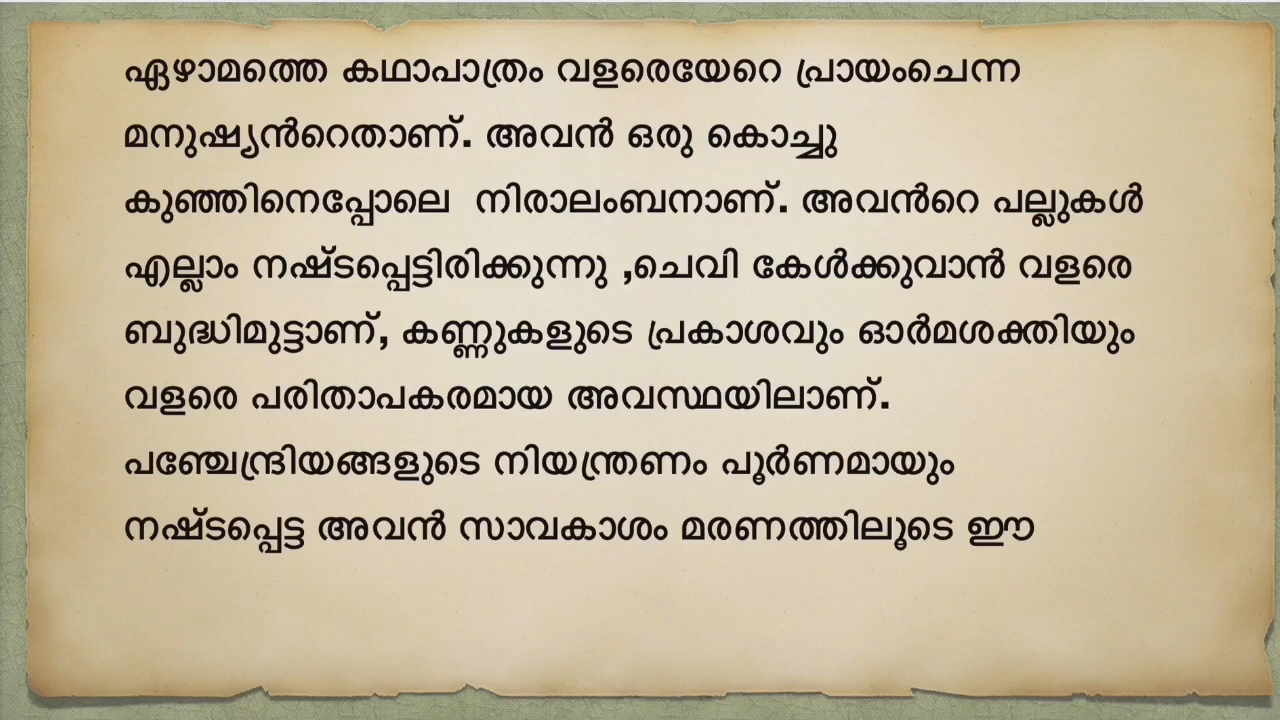 ഏഴാമത്തെ കഥാപാത്രം വളരെയേറെ പ്രായംചെന്ന
മനുഷ്യൻറെതാണ്. അവൻ ഒരു കൊച്ചു
കുഞ്ഞിനെപ്പോലെ നിരാലംബനാണ്. അവൻറെ പല്ലുകൾ
എല്ലാം നഷ്ടപ്പെട്ടിരിക്കുന്നു ,ചെവി കേൾക്കുവാൻ വളരെ
ബുദ്ധിമുട്ടാണ്, കണ്ണുകളുടെ പ്രകാശവും ഓർമശക്തിയും
വളരെ പരിതാപകരമായ അവസ്ഥയിലാണ്.
പഞ്ചേന്ദ്രിയങ്ങളുടെ നിയന്ത്രണം പൂർണമായും
നഷ്ടപ്പെട്ട അവൻ സാവകാശം മരണത്തിലൂടെ ഈ